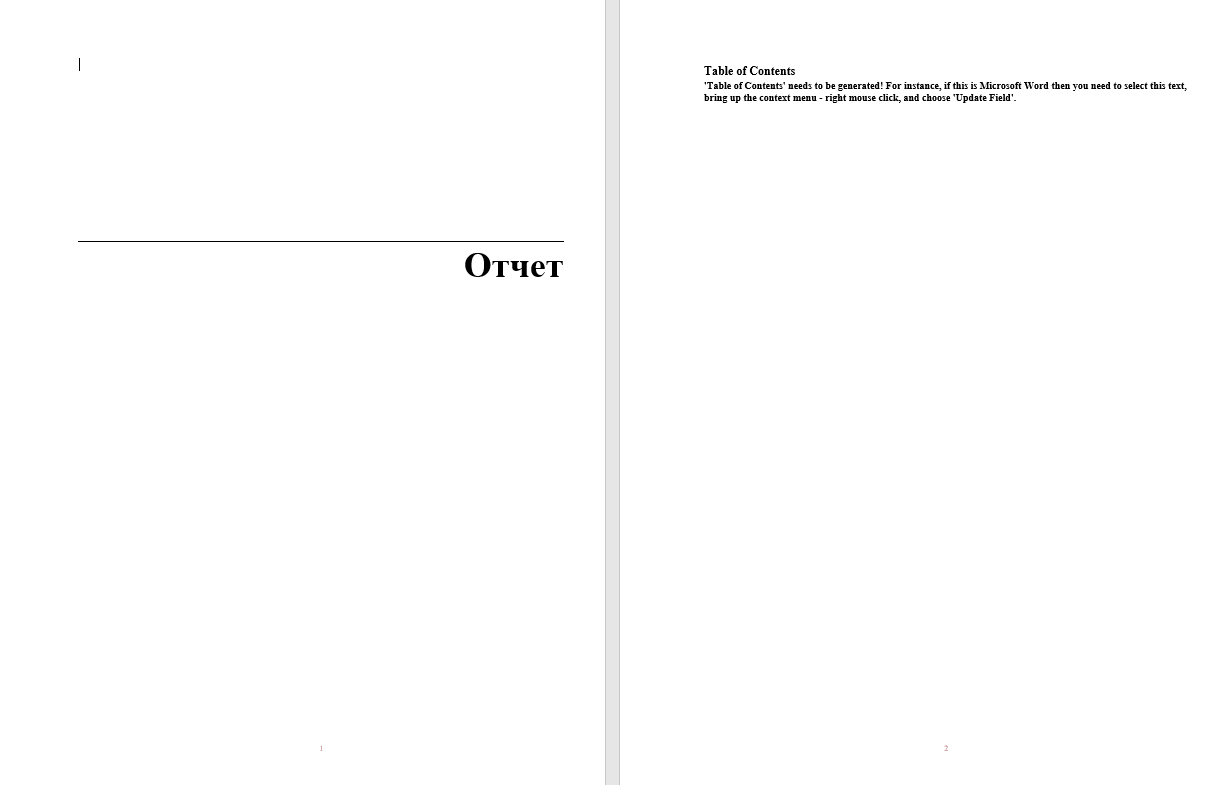 Отчет
1
Table of Contents
'Table of Contents' needs to be generated! For instance, if this is Microsoft Word then you need to select this text,
bring up the context menu - right mouse click, and choose 'Update Field'.
2